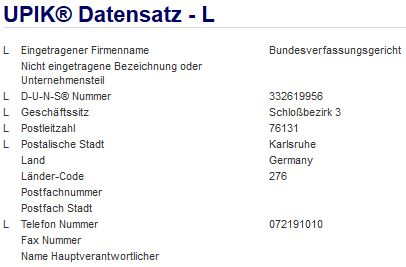 UPIK® Datensatz - L
L Eingetragener Firmenname Bundesverfassungsgericht
Nicht eingetragene Bezeichnung oder
Unternehmensteil
L D-U-N-S® Nummer 332619956
L Geschäftssitz Schloßbezirk 3
L Postleitzahl 76131
L Postalische Stadt Karlsruhe
Land Germany
Länder-Code 276
Postfachnummer
Postfach Stadt
L Telefon Nummer 072191010
Fax Nummer
Name Hauptverantwortlicher